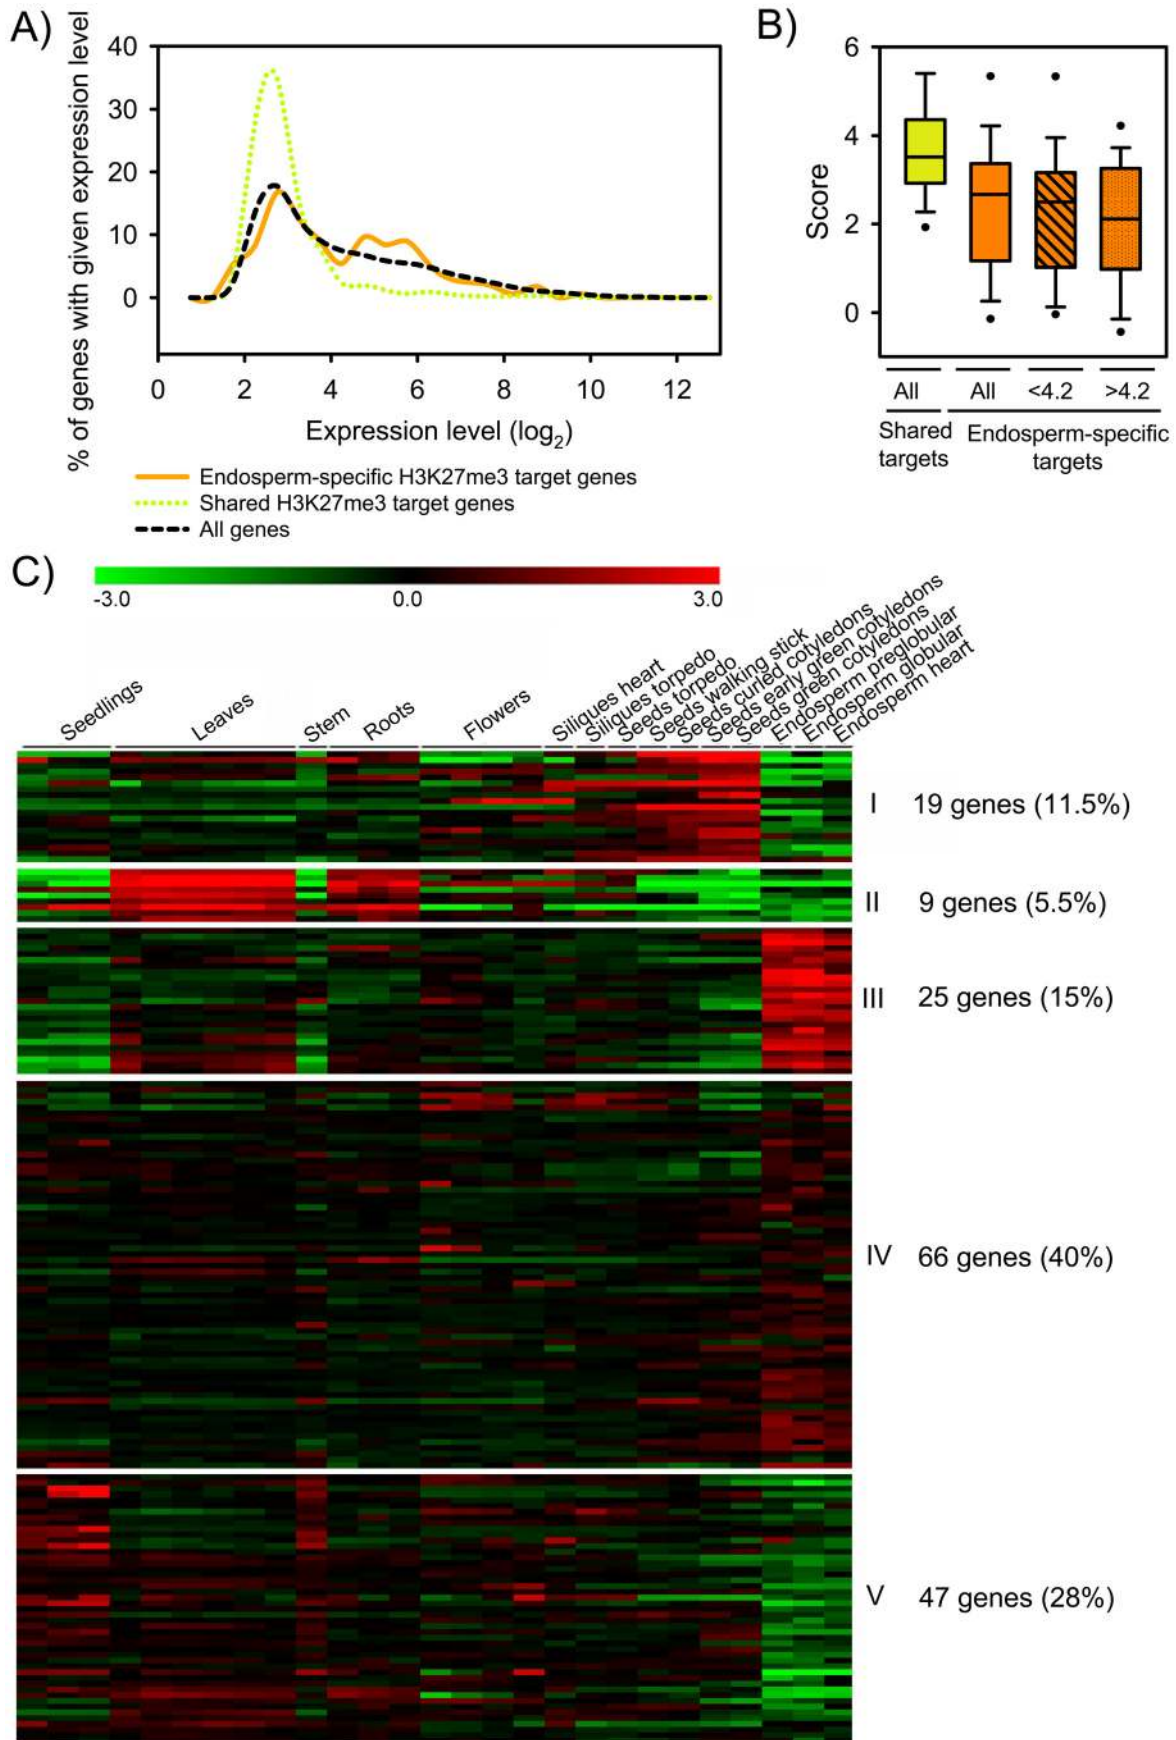 A)
% of genes with given expression level
40
30
20
10
0
0 2 4 6 8 10 12
Expression level (log2)
Endosperm-specific H3K27me3 target genes
Shared H3K27me3 target genes
All genes
B)
Score
6
4
2
0
All All <4.2 >4.2
Shared targets
Endosperm-specific targets
C)
-3.0 0.0 3.0
Seedlings
Leaves
Stem
Roots
Flowers
Siliques heart
Siliques torpedo
Seeds torpedo
Seeds walking stick
Seeds curled cotyledons
Seeds early green cotyledons
Seeds green cotyledons
Endosperm preglobular
Endosperm globular
Endosperm heart
I 19 genes (11.5%)
II 9 genes (5.5%)
III 25 genes (15%)
IV 66 genes (40%)
V 47 genes (28%)